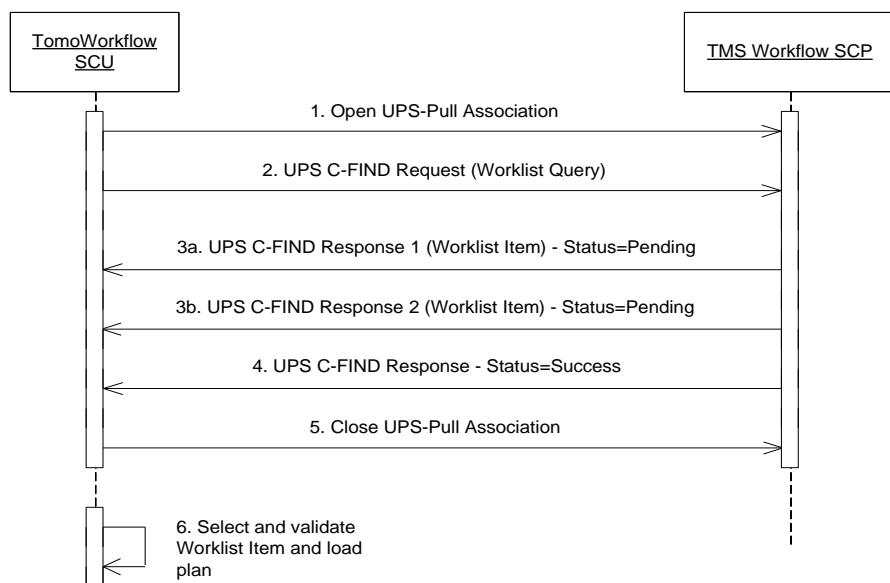 TomoWorkflow
SCU
TMS Workflow SCP
1. Open UPS-Pull Association
2. UPS C-FIND Request (Worklist Query)
3a. UPS C-FIND Response 1 (Worklist Item) - Status=Pending
3b. UPS C-FIND Response 2 (Worklist Item) - Status=Pending
4. UPS C-FIND Response - Status=Success
5. Close UPS-Pull Association
6. Select and validate
Worklist Item and load
plan